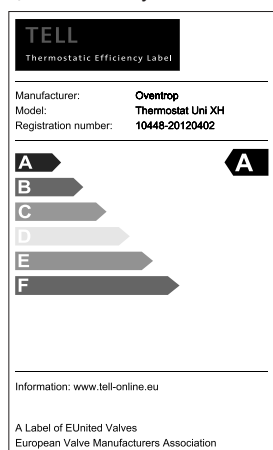 TELL
Thermostatic Efficiency Label
Manufacturer: Oventrop
Model: Thermostat Uni XH
Registration number: 10448-20120402
A A
B
C
D
E
F
Information: www.tell-online.eu
A Label of EUnited Valves
European Valve Manufacturers Association